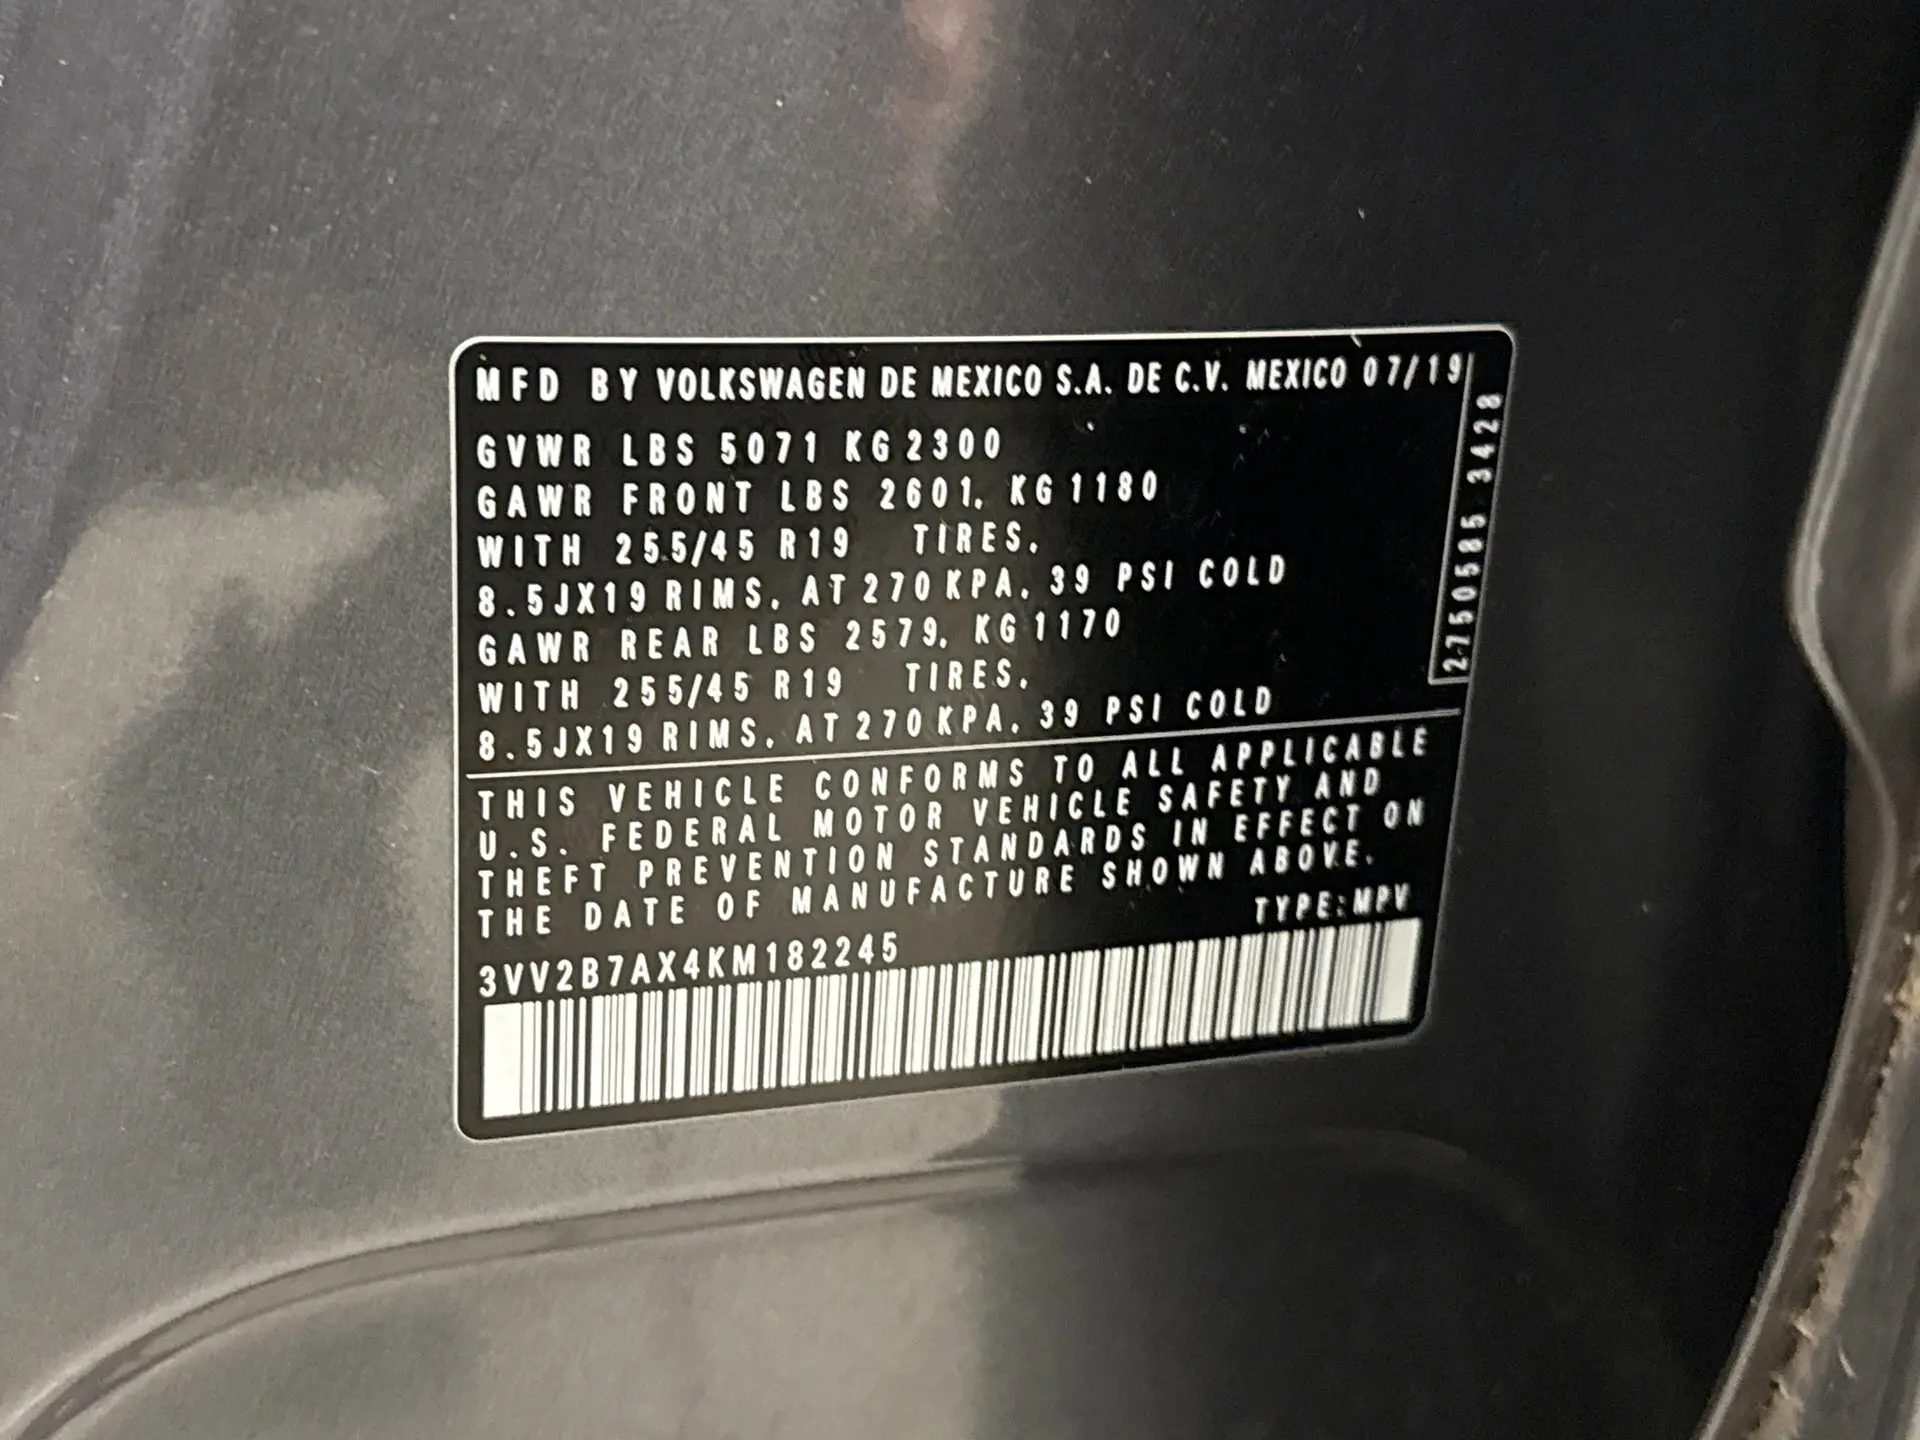 MFD BY VOLKSWAGEN DE MEXICO S.A. DE C.V. MEXICO 07/19
GVWR LBS 5071 KG 2300
GAWR FRONT LBS 2601, KG 1180
WITH 255/45 R19 TIRES,
8.5JX19 RIMS, AT 270 KPA, 39 PSI COLD
GAWR REAR LBS 2579, KG 1170
WITH 255/45 R19 TIRES,
8.5JX19 RIMS, AT 270 KPA, 39 PSI COLD
2750585 3428
THIS VEHICLE CONFORMS TO ALL APPLICABLE
U.S. FEDERAL MOTOR VEHICLE SAFETY AND
THEFT PREVENTION STANDARDS IN EFFECT ON
THE DATE OF MANUFACTURE SHOWN ABOVE.
TYPE:MPV
3VV2B7AX4KM182245